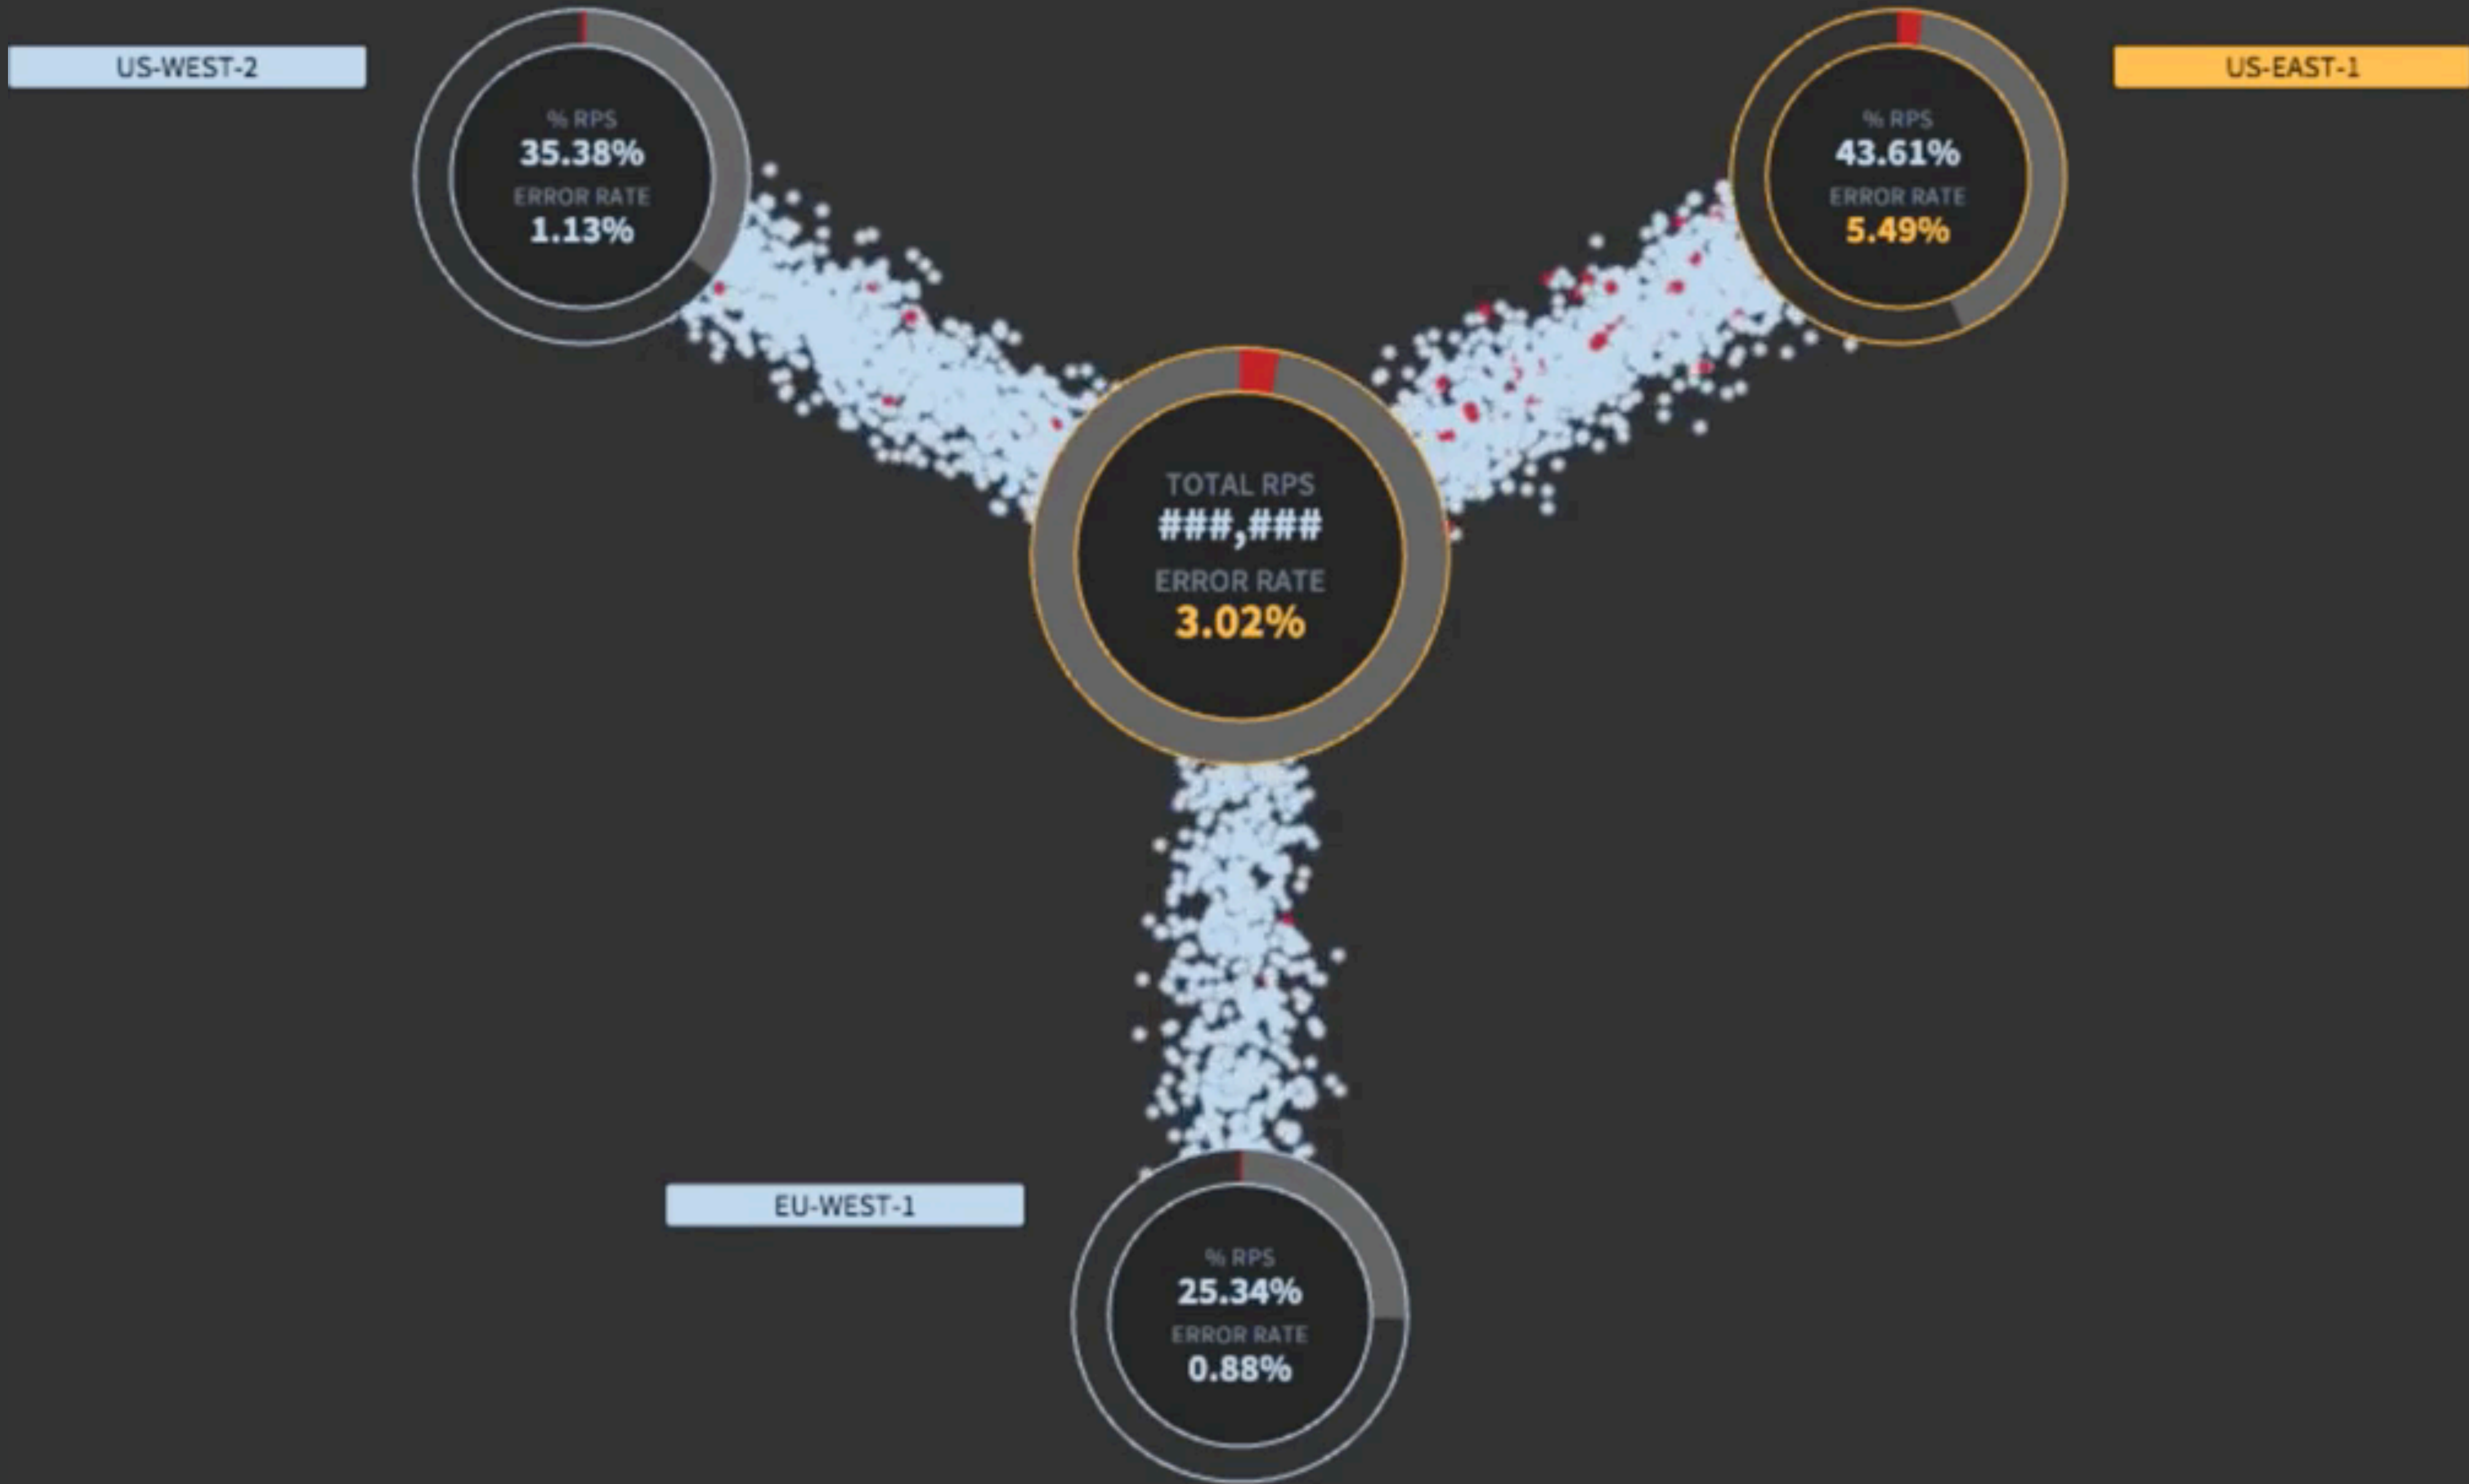 US-WEST-2
% RPS
35.38%
ERROR RATE
1.13%
% RPS
43.61%
ERROR RATE
5.49%
US-EAST-1
TOTAL RPS
###,###
ERROR RATE
3.02%
EU-WEST-1
% RPS
25.34%
ERROR RATE
0.88%